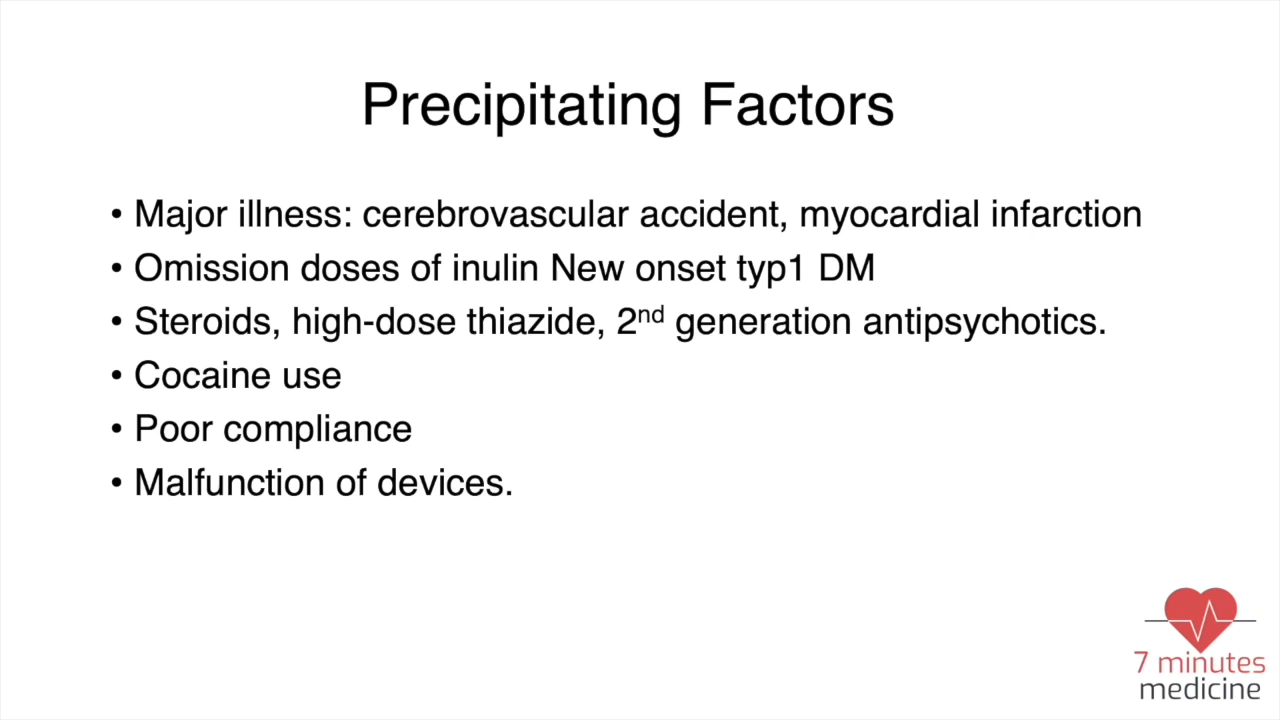 Precipitating Factors
• Major illness: cerebrovascular accident, myocardial infarction
• Omission doses of inulin New onset typ1 DM
• Steroids, high-dose thiazide, 2nd generation antipsychotics.
• Cocaine use
• Poor compliance
• Malfunction of devices.
7 minutes
medicine